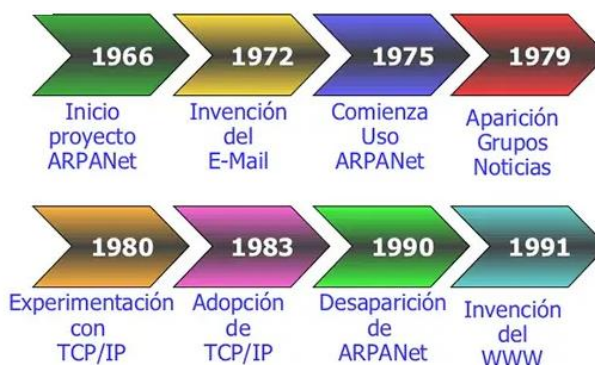 1966
1972
1975
1979
Inicio
proyecto
ARPANet
Invención
del
E-Mail
Comienza
Uso
ARPANet
Aparición
Grupos
Noticias
1980
1983
1990
1991
Experimentación
con
TCP/IP
Adopción
de
TCP/IP
Desaparición
de
ARPANet
Invención
del
WWW